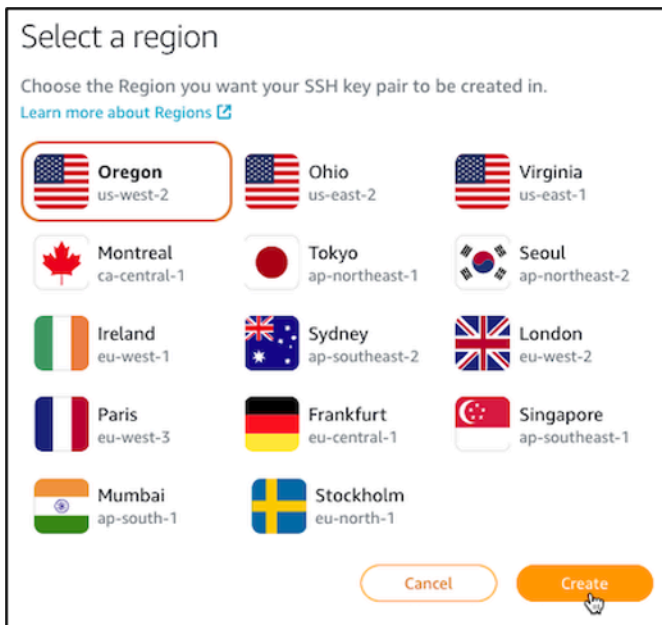 Select a region
Choose the Region you want your SSH key pair to be created in.
Learn more about Regions
Oregon
us-west-2
Ohio
us-east-2
Virginia
us-east-1
Montreal
ca-central-1
Tokyo
ap-northeast-1
Seoul
ap-northeast-2
Ireland
eu-west-1
Sydney
ap-southeast-2
London
eu-west-2
Paris
eu-west-3
Frankfurt
eu-central-1
Singapore
ap-southeast-1
Mumbai
ap-south-1
Stockholm
eu-north-1
Cancel
Create